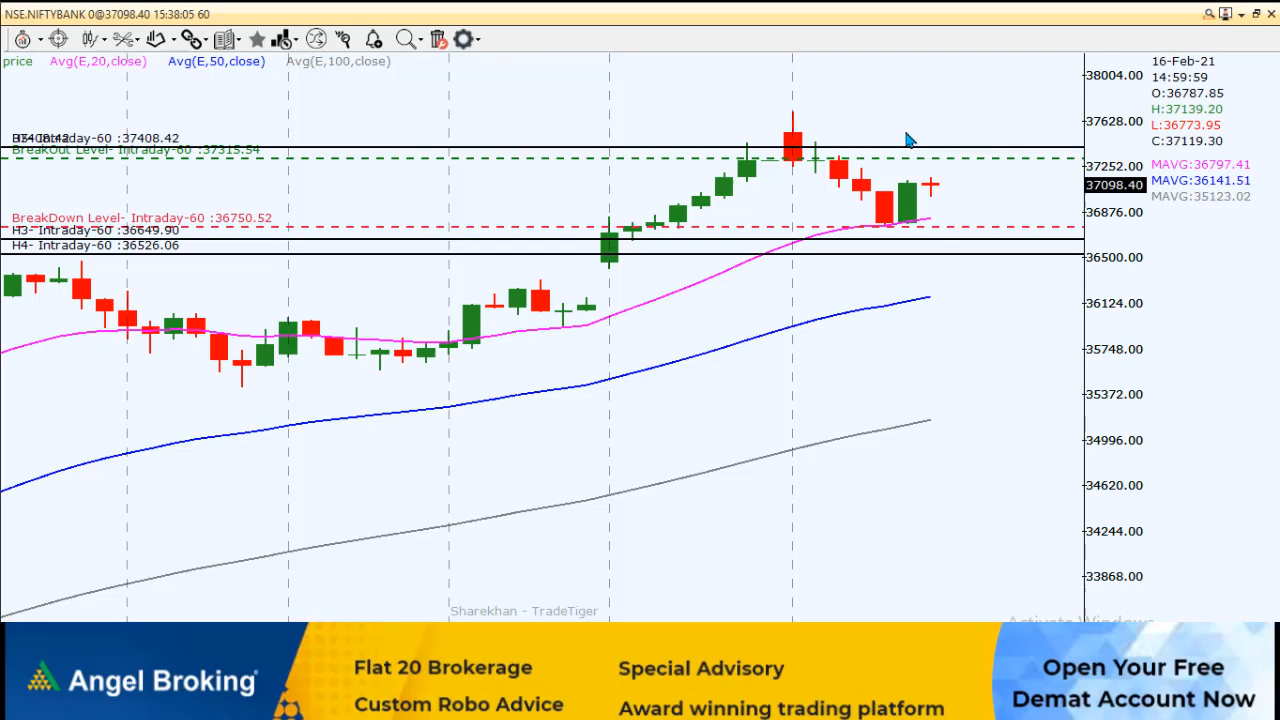 NSE.NIFTYBANK 0@37098.40 15:38:05 60
price Avg(E,20,close) Avg(E,50,close) Avg(E,100,close)
16-Feb-21
14:59:59
O:36787.85
H:37139.20
L:36773.95
C:37119.30
MAVG:36797.41
MAVG:36141.51
MAVG:35123.02
38004.00
37628.00
37252.00
37098.40
36876.00
36500.00
36124.00
35748.00
35372.00
34996.00
34620.00
34244.00
33868.00
Intraday-60 :37408.42
BreakOut Level- Intraday-60 :37315.54
BreakDown Level- Intraday-60 :36750.52
H3- Intraday-60 :36649.90
H4- Intraday-60 :36526.06
Sharekhan - TradeTiger
Activate Windows
Angel Broking
Flat 20 Brokerage
Custom Robo Advice
Special Advisory
Award winning trading platform
Open Your Free
Demat Account Now